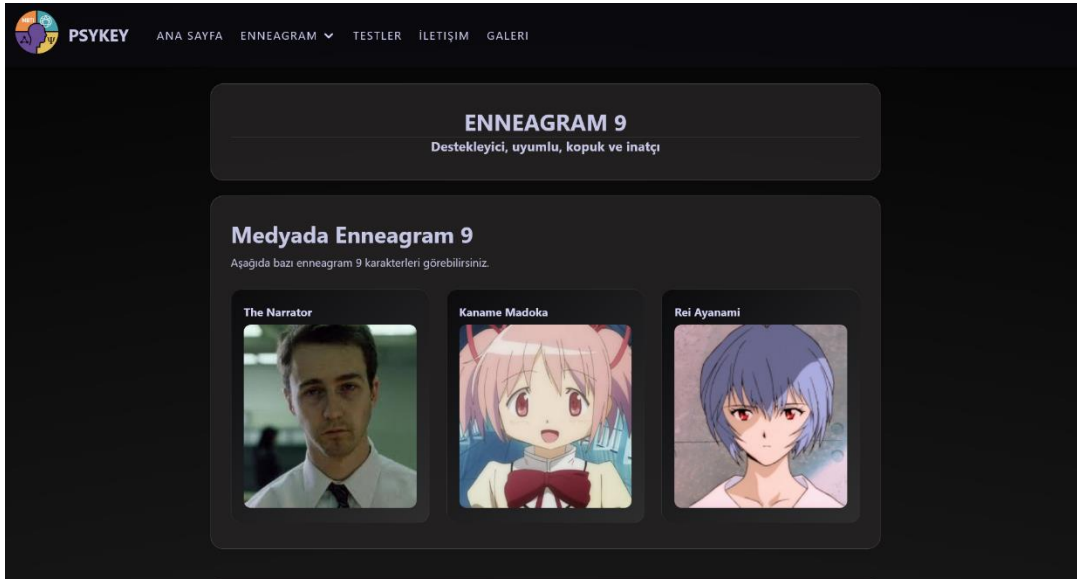 MBTI
A
Ψ
PSYKEY
ANA SAYFA ENNEAGRAM TESTLER İLETIŞIM GALERI
ENNEAGRAM 9
Destekleyici, uyumlu, kopuk ve inatçı
Medyada Enneagram 9
Aşağıda bazı enneagram 9 karakterleri görebilirsiniz.
The Narrator
Kaname Madoka
Rei Ayanami